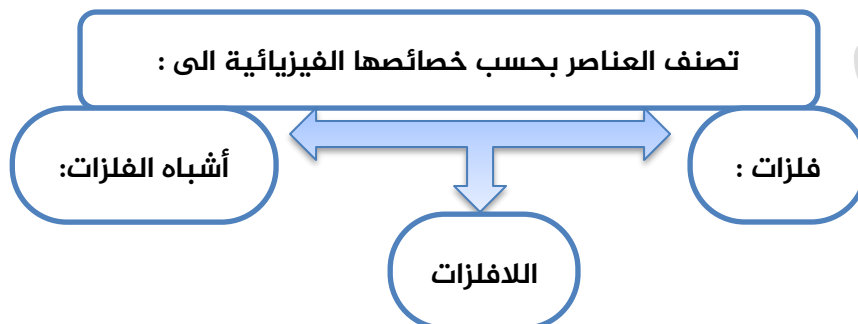 تصنف العناصر بحسب خصائصها الفيزيائية الى :
فلزات :
أشباه الفلزات:
اللافلزات